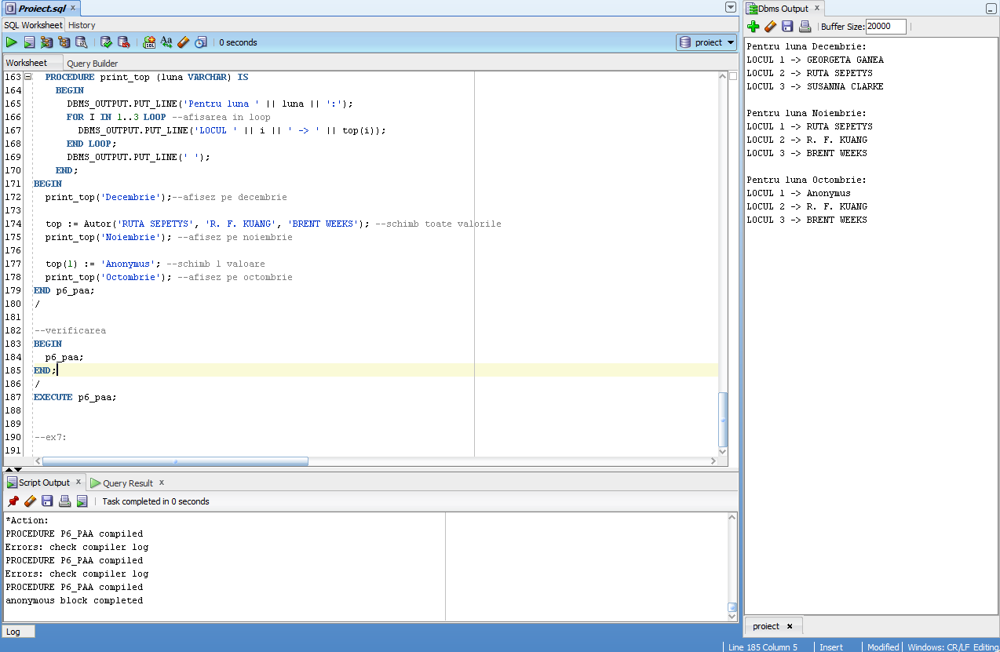 Proiect.sql x
SQL Worksheet History
0 seconds
proiect
Worksheet Query Builder
163 PROCEDURE print_top (luna VARCHAR) IS
164 BEGIN
165 DBMS_OUTPUT.PUT_LINE('Pentru luna ' || luna || ':');
166 FOR I IN 1..3 LOOP --afisarea in loop
167 DBMS_OUTPUT.PUT_LINE('LOCUL ' || i || ' -> ' || top(i));
168 END LOOP;
169 DBMS_OUTPUT.PUT_LINE(' ');
170 END;
171 BEGIN
172 print_top('Decembrie');--afisez pe decembrie
173
174 top := Autor('RUTA SEPETYS', 'R. F. KUANG', 'BRENT WEEKS'); --schimb toate valorile
175 print_top('Noiembrie'); --afisez pe noiembrie
176
177 top(1) := 'Anonymus'; --schimb 1 valoare
178 print_top('Octombrie'); --afisez pe octombrie
179 END p6_paa;
180 /
181
182 --verificarea
183 BEGIN
184 p6_paa;
185 END;
186 /
187 EXECUTE p6_paa;
188
189
190 --ex7:
191
Script Output x Query Result x
Task completed in 0 seconds
*Action:
PROCEDURE P6_PAA compiled
Errors: check compiler log
PROCEDURE P6_PAA compiled
Errors: check compiler log
PROCEDURE P6_PAA compiled
anonymous block completed
Log
Dbms Output x
Buffer Size: 20000
Pentru luna Decembrie:
LOCUL 1 -> GEORGETA GANEA
LOCUL 2 -> RUTA SEPETYS
LOCUL 3 -> SUSANNA CLARKE
Pentru luna Noiembrie:
LOCUL 1 -> RUTA SEPETYS
LOCUL 2 -> R. F. KUANG
LOCUL 3 -> BRENT WEEKS
Pentru luna Octombrie:
LOCUL 1 -> Anonymus
LOCUL 2 -> R. F. KUANG
LOCUL 3 -> BRENT WEEKS
proiect x
Line 185 Column 5 Insert Modified Windows: CR/LF Editing